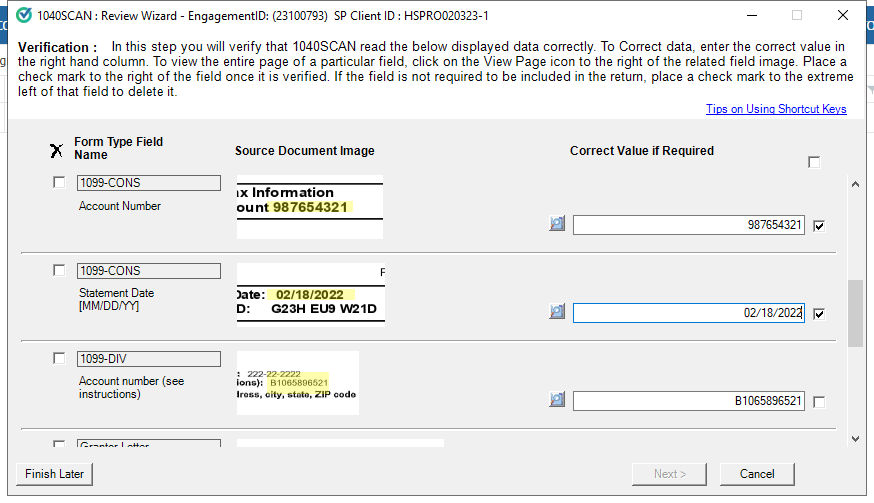 1040SCAN : Review Wizard - EngagementID: (23100793) SP Client ID : HSPRO020323-1
Verification : In this step you will verify that 1040SCAN read the below displayed data correctly. To Correct data, enter the correct value in
the right hand column. To view the entire page of a particular field, click on the View Page icon to the right of the related field image. Place a
check mark to the right of the field once it is verified. If the field is not required to be included in the return, place a check mark to the extreme
left of that field to delete it.
Tips on Using Shortcut Keys
X Form Type Field Name Source Document Image Correct Value if Required
1099-CONS
Account Number
ax Information
ount 987654321
987654321
1099-CONS
Statement Date
[MM/DD/YY]
Date: 02/18/2022
D: G23H EU9 W21D
02/18/2022
1099-DIV
Account number (see
instructions)
: 222-22-2222
ions): B1065896521
dress, city, state, ZIP code
B1065896521
Grantor Letter
Finish Later
Next >
Cancel